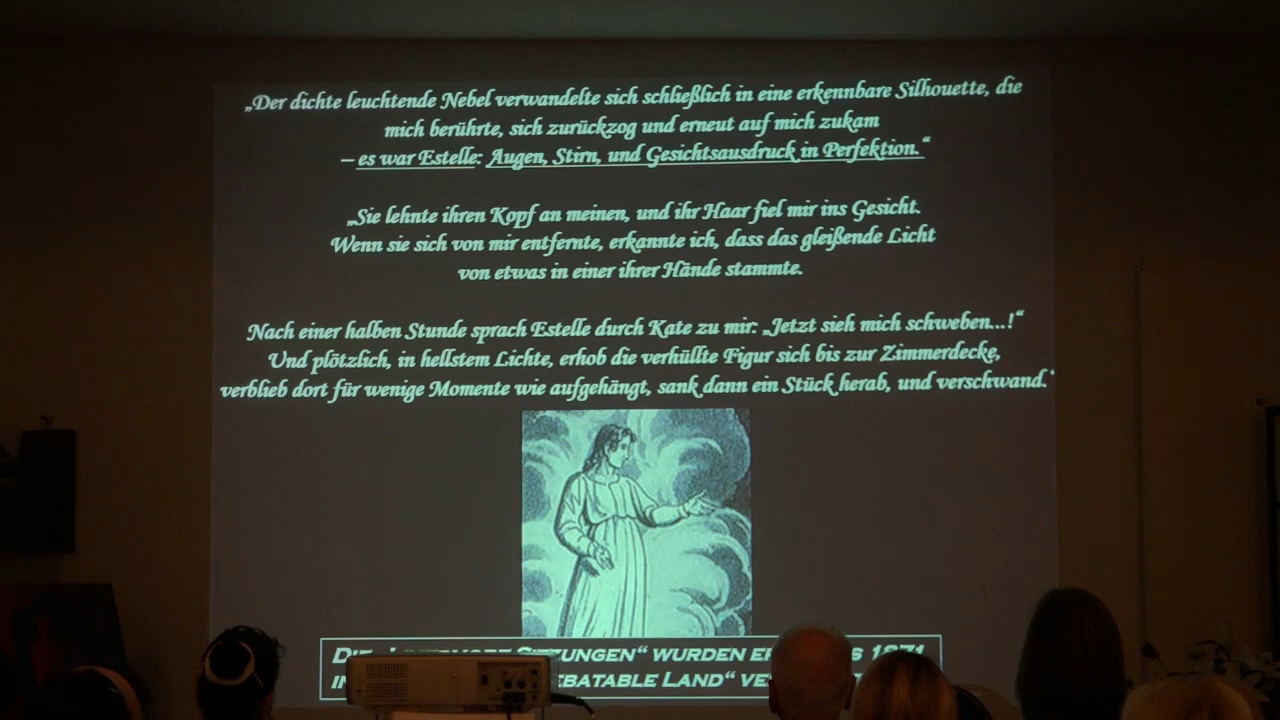 „Der dichte leuchtende Nebel verwandelte sich schließlich in eine erkennbare Silhouette, die
mich berührte, sich zurückzog und erneut auf mich zukam
– es war Estelle: Augen, Stirn, und Gesichtsausdruck in Perfektion.“
„Sie lehnte ihren Kopf an meinen, und ihr Haar fiel mir ins Gesicht.
Wenn sie sich von mir entfernte, erkannte ich, dass das gleißende Licht
von etwas in einer ihrer Hände stammte.
Nach einer halben Stunde sprach Estelle durch Kate zu mir: „Jetzt sieh mich schweben...!“
Und plötzlich, in hellstem Lichte, erhob die verhüllte Figur sich bis zur Zimmerdecke,
verblieb dort für wenige Momente wie aufgehängt, sank dann ein Stück herab, und verschwand.‘
WURDEN 1871
LAND“